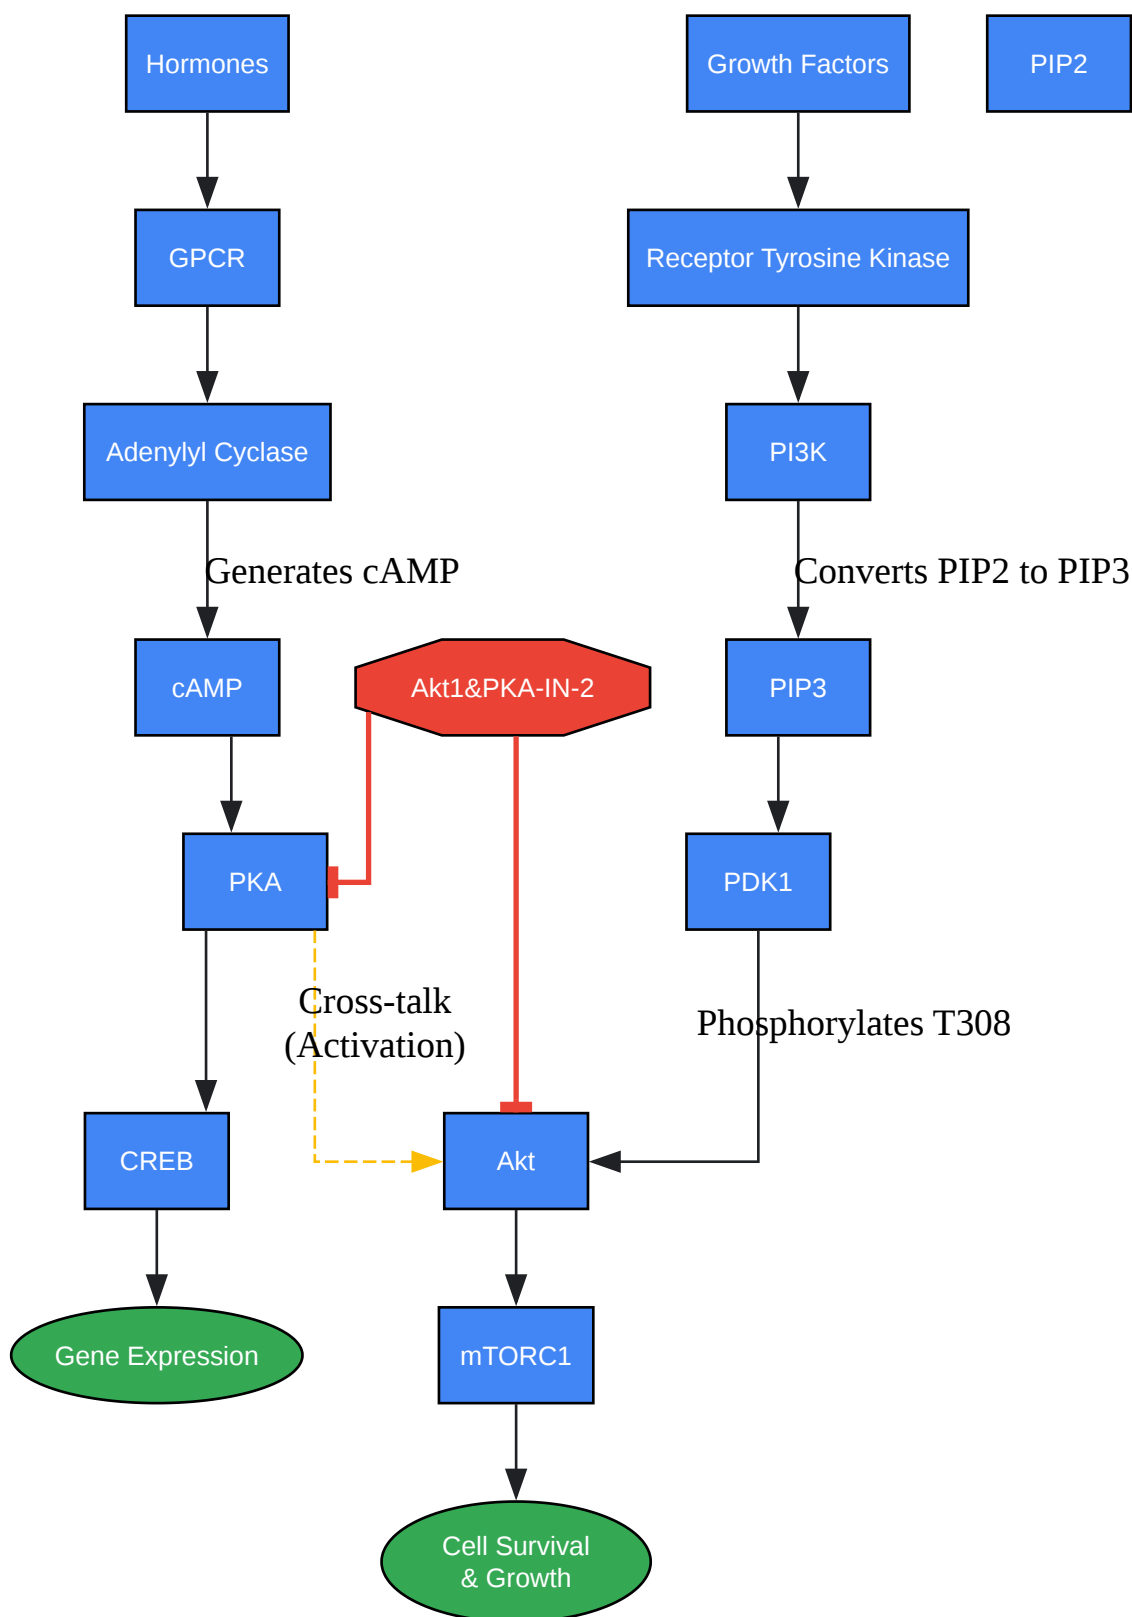 Hormones
Growth Factors
PIP2
GPCR
Receptor Tyrosine Kinase
Adenylyl Cyclase
PI3K
Generates cAMP
Converts PIP2 to PIP3
cAMP
Akt1&PKA-IN-2
PIP3
PKA
PDK1
Cross-talk
(Activation)
Phosphorylates T308
CREB
Akt
Gene Expression
mTORC1
Cell Survival
& Growth